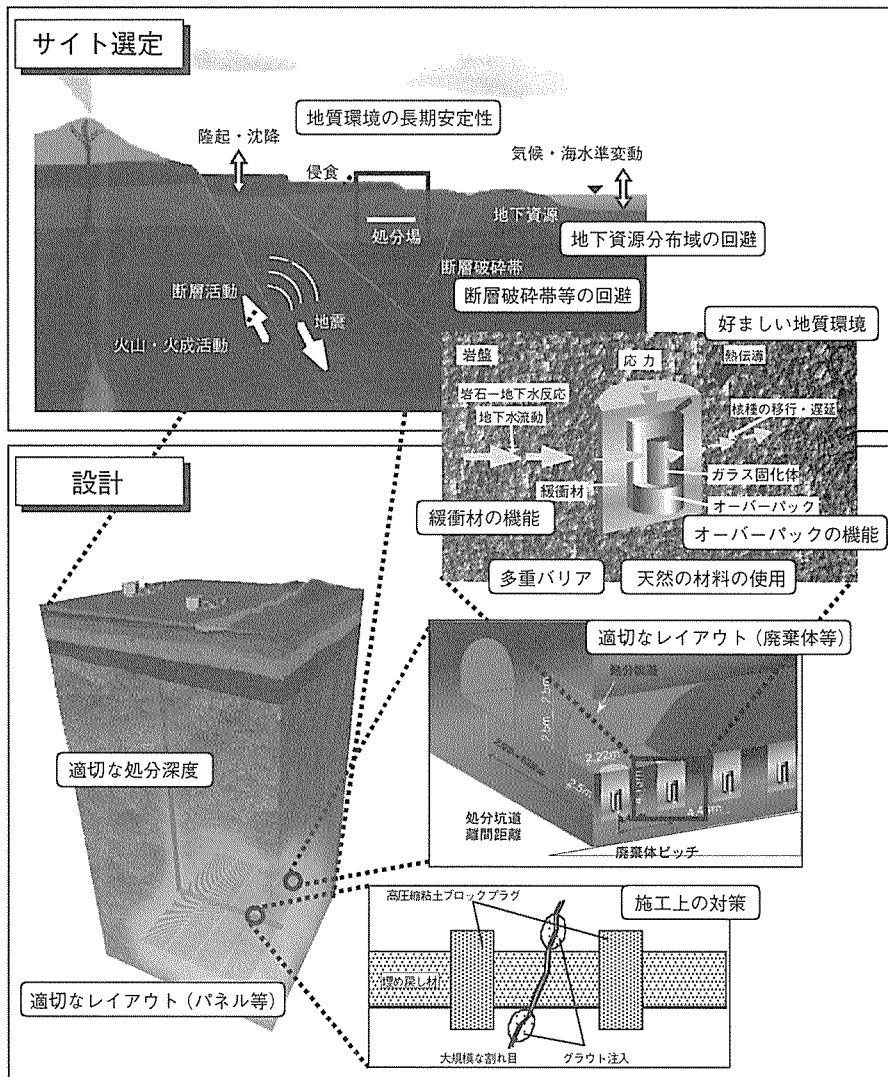 サイト選定
地質環境の長期安定性
隆起・沈降
気候・海水準変動
侵食
地下資源
処分場
地下資源分布域の回避
断層破砕帯
断層活動
断層破砕帯等の回避
地震
好ましい地質環境
火山・火成活動
岩盤
応力
熱伝導
岩石ー地下水反応
地下水流動
核種の移行・遅延
設計
ガラス固化体
緩衝材
オーバーパック
緩衝材の機能
オーバーパックの機能
多重バリア
天然の材料の使用
適切なレイアウト(廃棄体等)
処分坑道
2.5m
2.5m
2.22m
適切な処分深度
2.5m
4.13m
処分坑道
離間距離
廃棄体ピッチ
高圧縮粘土ブロックプラグ
施工上の対策
埋め戻し材
適切なレイアウト(パネル等)
大規模な割れ目
グラウト注入